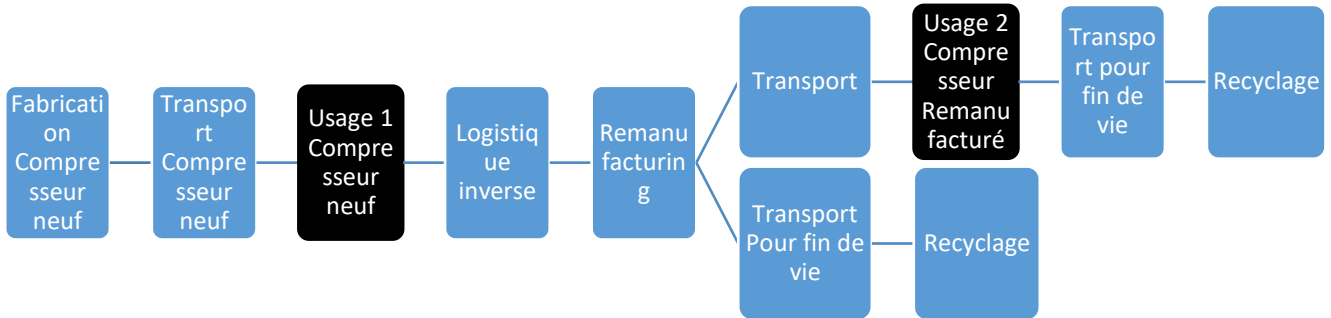 Fabricati
on
Compre
sseur
neuf
Transpo
rt
Compre
sseur
neuf
Usage 1
Compre
sseur
neuf
Logistiq
ue
inverse
Remanu
facturin
g
Transport
Usage 2
Compre
sseur
Remanu
facturé
Transpo
rt pour
fin de
vie
Recyclage
Transport
Pour fin de
vie
Recyclage